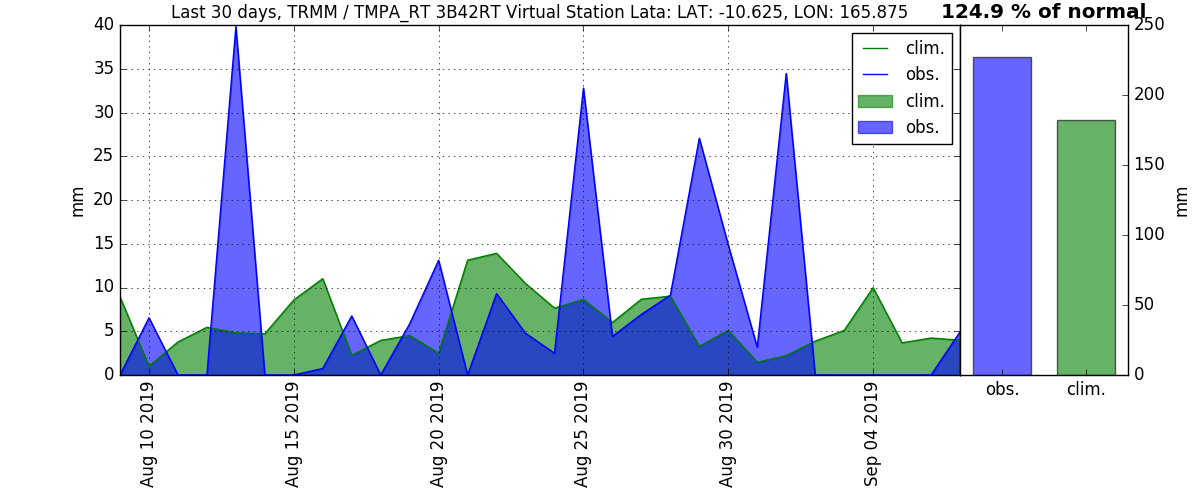 Last 30 days, TRMM / TMPA_RT 3B42RT Virtual Station Lata: LAT: -10.625, LON: 165.875
124.9 % of normal
40
35
30
25
20
15
10
5
0
mm
clim.
obs.
clim.
obs.
250
200
150
100
50
0
mm
Aug 10 2019
Aug 15 2019
Aug 20 2019
Aug 25 2019
Aug 30 2019
Sep 04 2019
obs.
clim.